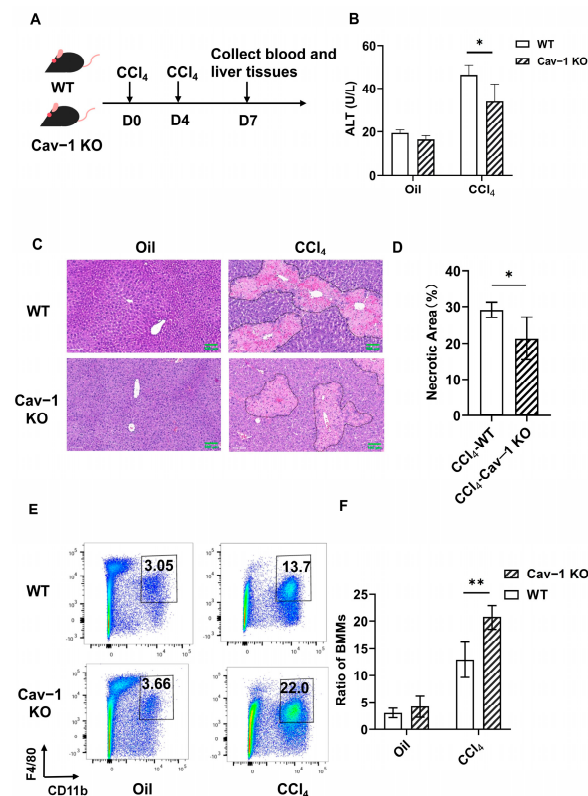 A
WT
Cav−1 KO
CCl₄
CCl₄
Collect blood and
liver tissues
D0
D4
D7
B
ALT (U/L)
60
40
20
0
*
WT
Cav-1 KO
Oil
CCl₄
C
Oil
CCl₄
WT
Cav−1
KO
D
Necrotic Area(%)
40
30
20
10
0
*
CCl₄-WT
CCl₄-Cav−1 KO
E
WT
3.05
13.7
Cav−1
KO
3.66
22.0
F4/80
CD11b
Oil
CCl₄
F
Cav−1 KO
WT
Ratio of BMMs
25
20
15
10
5
0
**
Oil
CCl₄